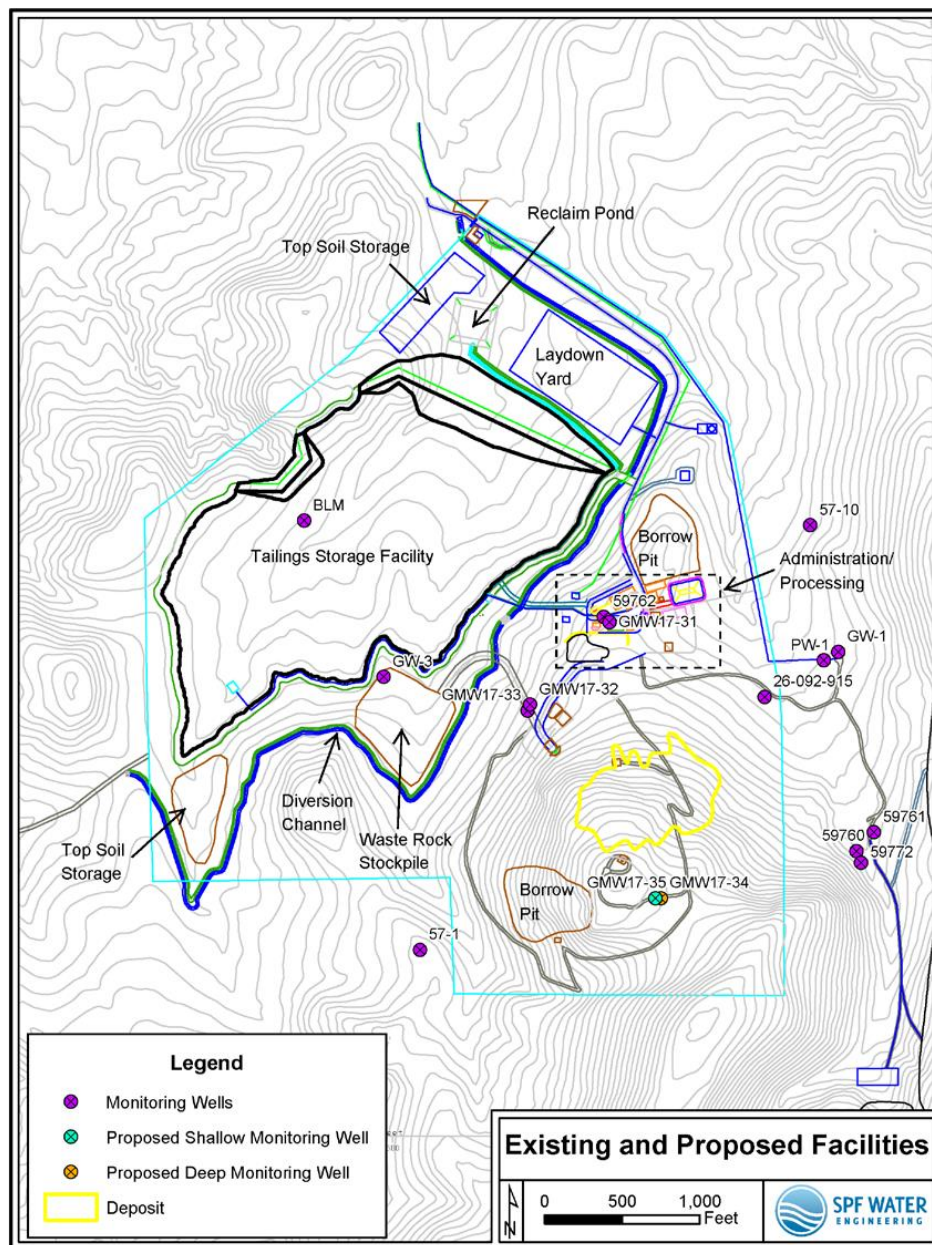 Reclaim Pond
Top Soil Storage
Laydown
Yard
BLM
57-10
Tailings Storage Facility
Borrow
Pit
Administration/
Processing
59762
GMW17-31
PW-1
GW-1
GW-3
26-092-915
GMW17-33
GMW17-32
Diversion
Channel
Waste Rock
Stockpile
59761
59760
59772
Top Soil
Storage
GMW17-35
GMW17-34
Borrow
Pit
57-1
Legend
Monitoring Wells
Proposed Shallow Monitoring Well
Proposed Deep Monitoring Well
Deposit
Existing and Proposed Facilities
N
0 500 1,000
Feet
SPF WATER
ENGINEERING